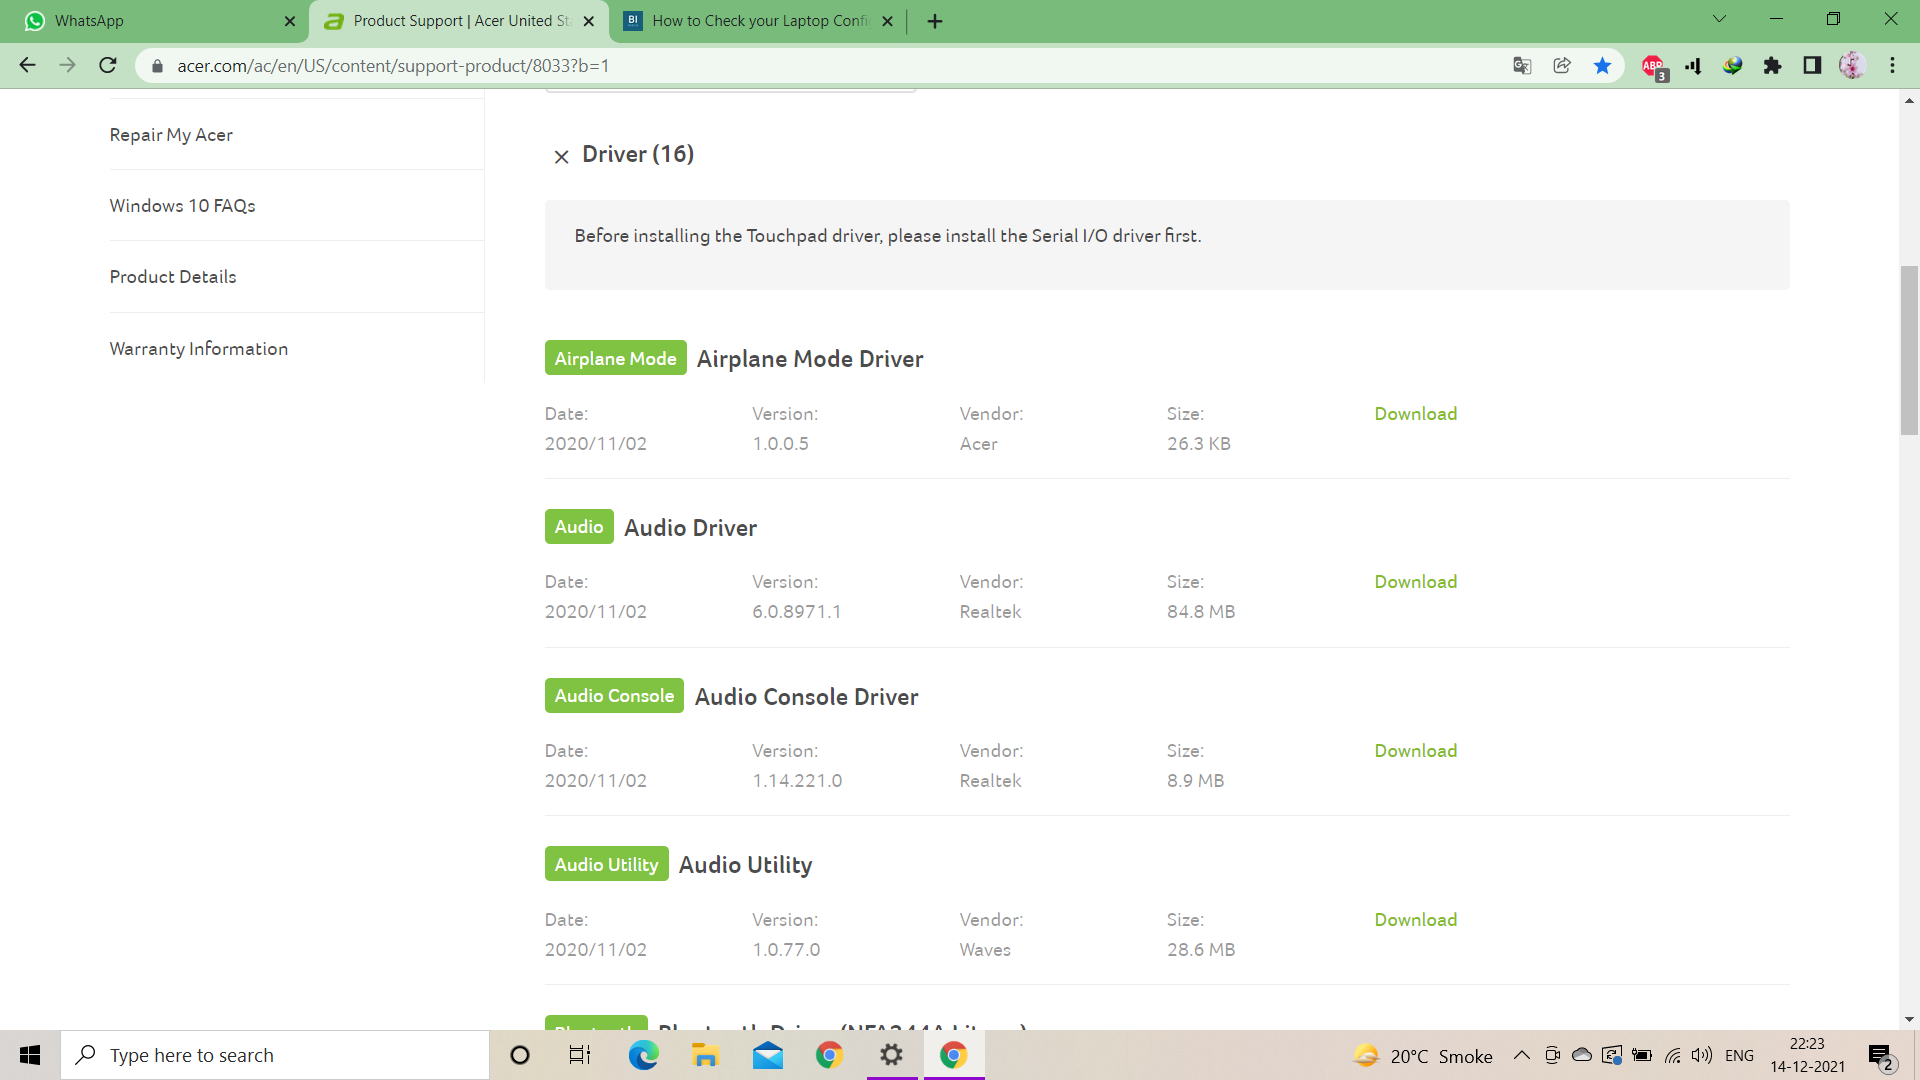 WhatsApp
Product Support | Acer United Sta
BI How to Check your Laptop Confi
acer.com/ac/en/US/content/support-product/8033?b=1
ABP
3
Repair My Acer
Windows 10 FAQs
Product Details
Warranty Information
Driver (16)
Before installing the Touchpad driver, please install the Serial I/O driver first.
Airplane Mode Airplane Mode Driver
Date: Version: Vendor: Size: Download
2020/11/02 1.0.0.5 Acer 26.3 KB
Audio Audio Driver
Date: Version: Vendor: Size: Download
2020/11/02 6.0.8971.1 Realtek 84.8 MB
Audio Console Audio Console Driver
Date: Version: Vendor: Size: Download
2020/11/02 1.14.221.0 Realtek 8.9 MB
Audio Utility Audio Utility
Date: Version: Vendor: Size: Download
2020/11/02 1.0.77.0 Waves 28.6 MB
Bluetooth Bluetooth Driver
Type here to search
20°C Smoke
ENG
22:23
14-12-2021
2